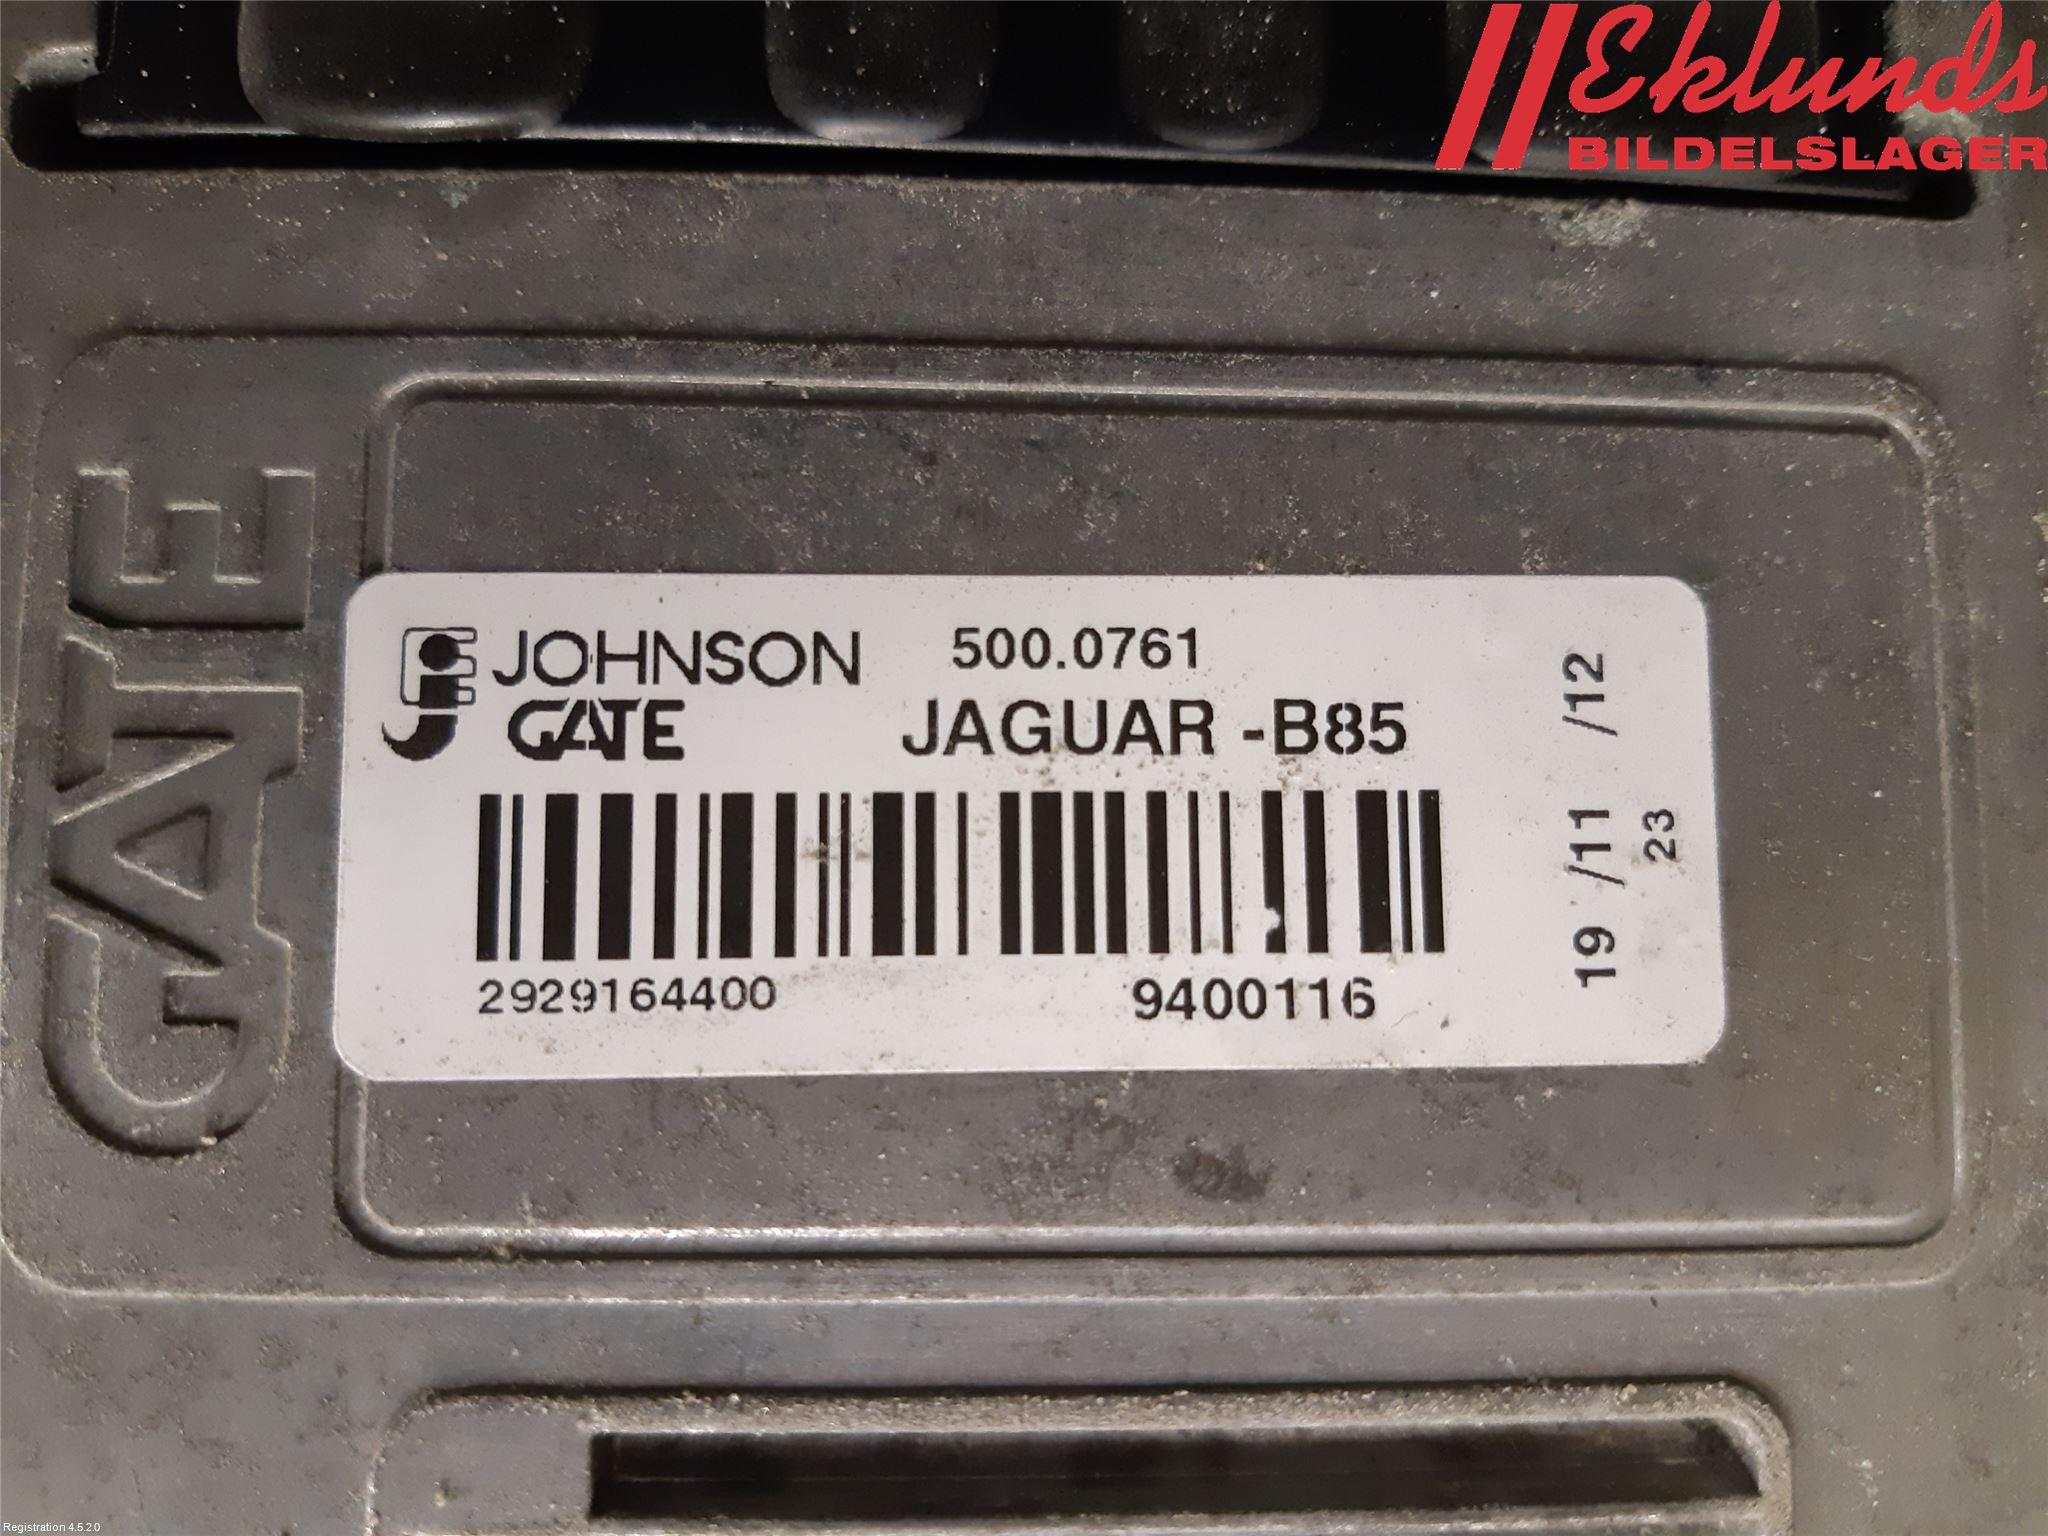 Eklunds
BILDELSLAGER
GATE
JOHNSON 500.0761
GATE JAGUAR -B85
2929164400 9400116
19 /11 /12
23
Registration 4.5.2.0